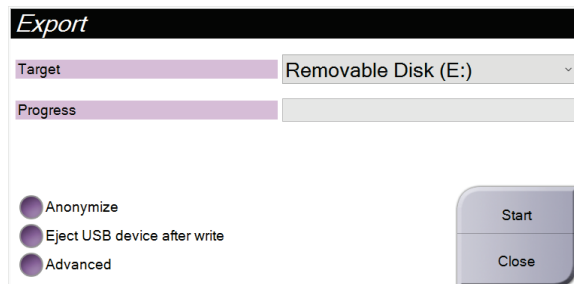 Export
Target
Removable Disk (E:)
Progress
Anonymize
Eject USB device after write
Advanced
Start
Close